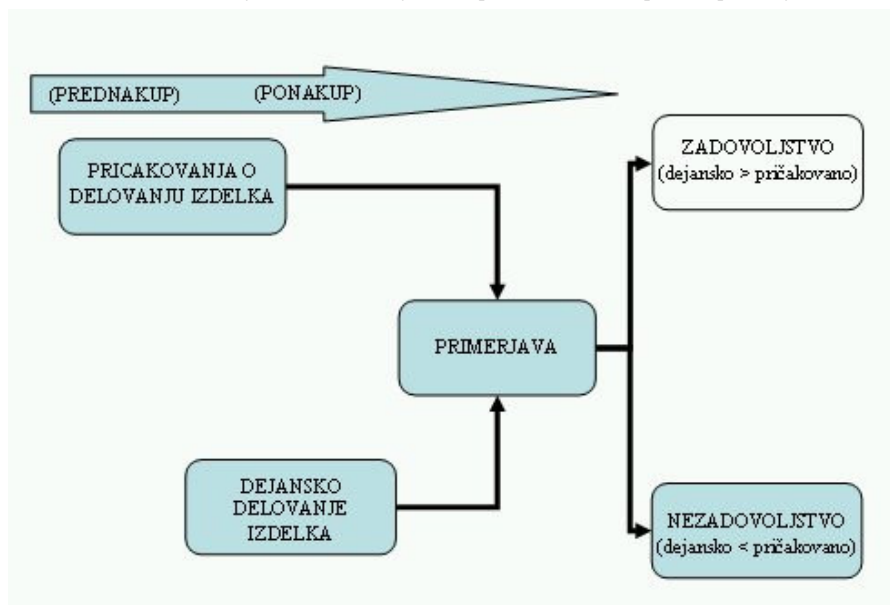 (PREDNAKUP) (PONAKUP)
PRICAKOVANJA O
DELOVANJU IZDELKA
ZADOVOLJSTVO
(dejansko > pričakovano)
PRIMERJAVA
DEJANSKO
DELOVANJE
IZDELKA
NEZADOVOLJSTVO
(dejansko < pričakovano)